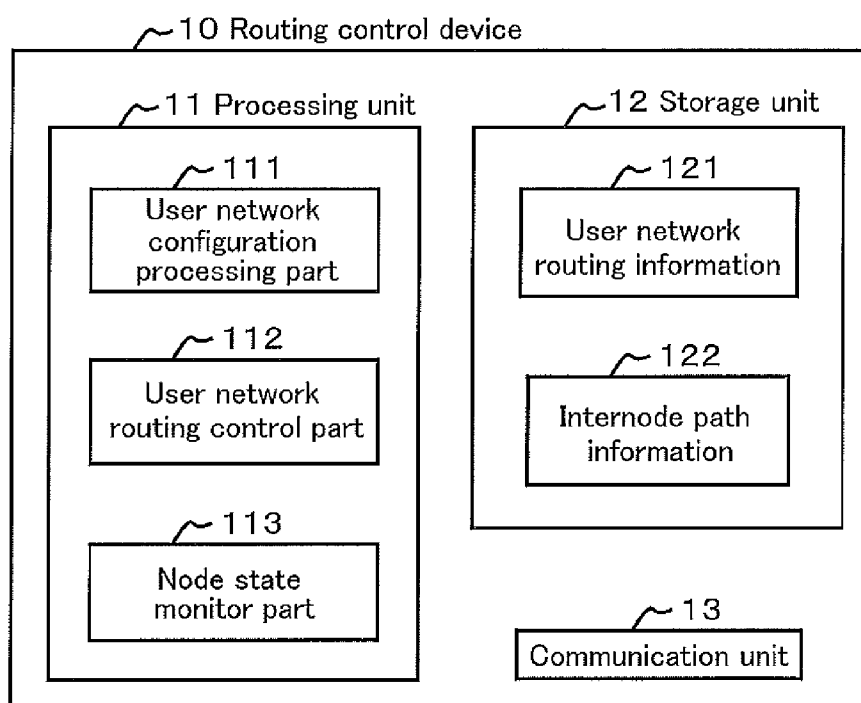 10 Routing control device
11 Processing unit
111
User network
configuration
processing part
112
User network
routing control part
113
Node state
monitor part
12 Storage unit
121
User network
routing information
122
Internode path
information
13
Communication unit